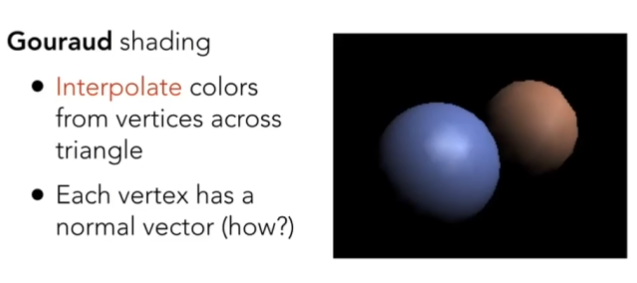 Gouraud shading
● Interpolate colors
from vertices across
triangle
● Each vertex has a
normal vector (how?)